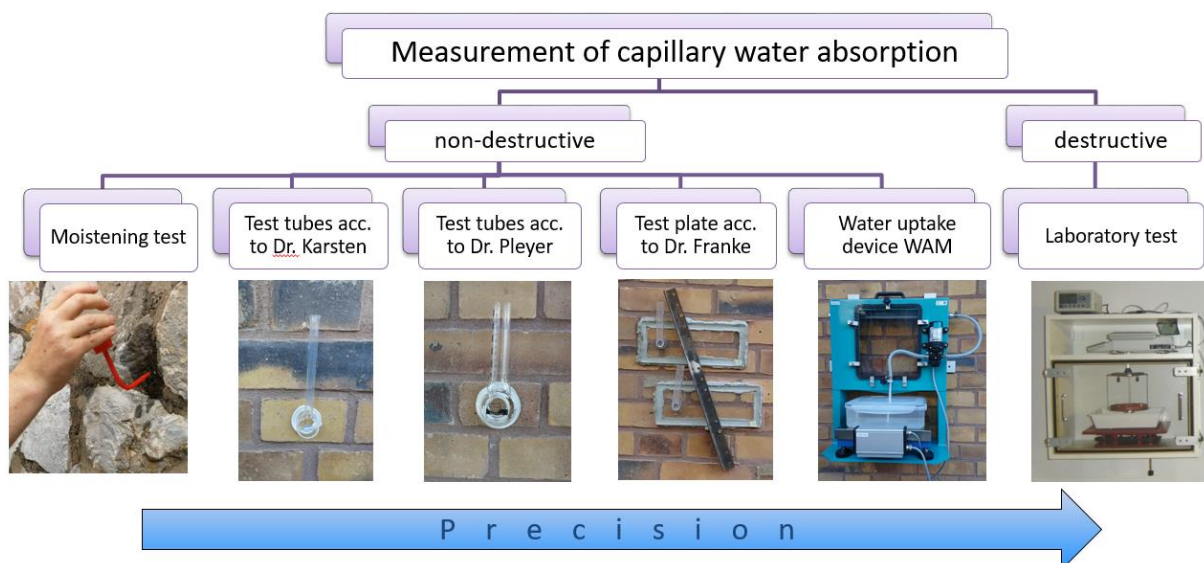 Measurement of capillary water absorption
non-destructive
destructive
Moistening test
Test tubes acc.
to Dr. Karsten
Test tubes acc.
to Dr. Pleyer
Test plate acc.
to Dr. Franke
Water uptake
device WAM
Laboratory test
Precision